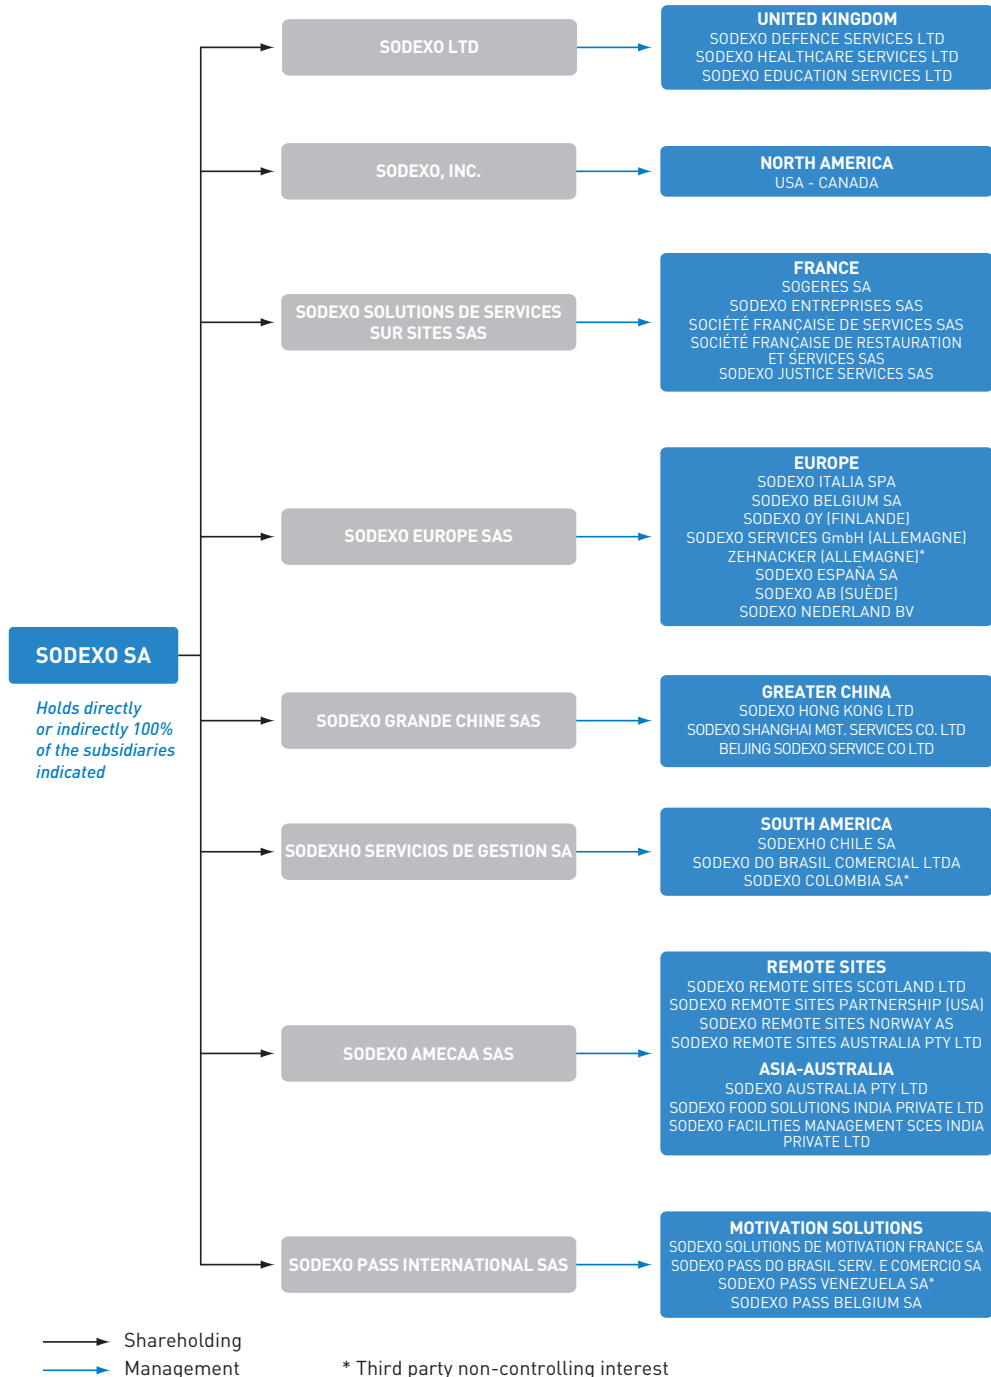 SODEXO LTD
UNITED KINGDOM
SODEXO DEFENCE SERVICES LTD
SODEXO HEALTHCARE SERVICES LTD
SODEXO EDUCATION SERVICES LTD
SODEXO, INC.
NORTH AMERICA
USA - CANADA
SODEXO SOLUTIONS DE SERVICES
SUR SITES SAS
FRANCE
SOGERES SA
SODEXO ENTREPRISES SAS
SOCIÉTÉ FRANÇAISE DE SERVICES SAS
SOCIÉTÉ FRANÇAISE DE RESTAURATION
ET SERVICES SAS
SODEXO JUSTICE SERVICES SAS
SODEXO EUROPE SAS
EUROPE
SODEXO ITALIA SPA
SODEXO BELGIUM SA
SODEXO OY (FINLANDE)
SODEXO SERVICES GmbH (ALLEMAGNE)
ZEHNACKER (ALLEMAGNE)*
SODEXO ESPAÑA SA
SODEXO AB (SUÈDE)
SODEXO NEDERLAND BV
SODEXO SA
Holds directly
or indirectly 100%
of the subsidiaries
indicated
SODEXO GRANDE CHINE SAS
GREATER CHINA
SODEXO HONG KONG LTD
SODEXO SHANGHAI MGT. SERVICES CO. LTD
BEIJING SODEXO SERVICE CO LTD
SODEXHO SERVICIOS DE GESTION SA
SOUTH AMERICA
SODEXHO CHILE SA
SODEXO DO BRASIL COMERCIAL LTDA
SODEXO COLOMBIA SA*
SODEXO AMECAA SAS
REMOTE SITES
SODEXO REMOTE SITES SCOTLAND LTD
SODEXO REMOTE SITES PARTNERSHIP (USA)
SODEXO REMOTE SITES NORWAY AS
SODEXO REMOTE SITES AUSTRALIA PTY LTD
ASIA-AUSTRALIA
SODEXO AUSTRALIA PTY LTD
SODEXO FOOD SOLUTIONS INDIA PRIVATE LTD
SODEXO FACILITIES MANAGEMENT SCES INDIA
PRIVATE LTD
SODEXO PASS INTERNATIONAL SAS
MOTIVATION SOLUTIONS
SODEXO SOLUTIONS DE MOTIVATION FRANCE SA
SODEXO PASS DO BRASIL SERV. E COMERCIO SA
SODEXO PASS VENEZUELA SA*
SODEXO PASS BELGIUM SA
Shareholding
Management
* Third party non-controlling interest